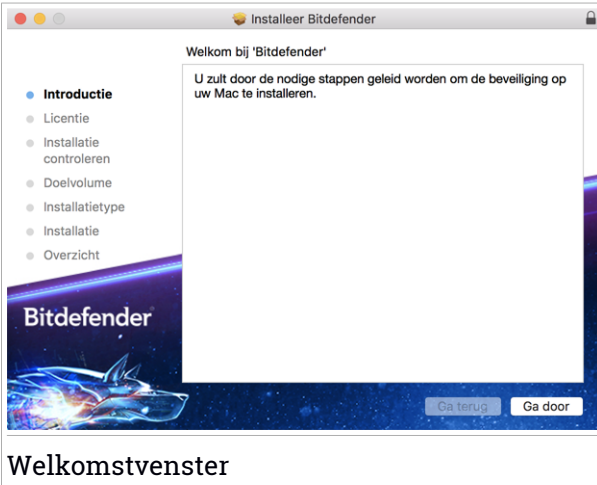 Installeer Bitdefender
Welkom bij 'Bitdefender'
U zult door de nodige stappen geleid worden om de beveiliging op
uw Mac te installeren.
Introductie
Licentie
Installatie
controleren
Doelvolume
Installatietype
Installatie
Overzicht
Bitdefender
Ga terug
Ga door
Welkomstvenster